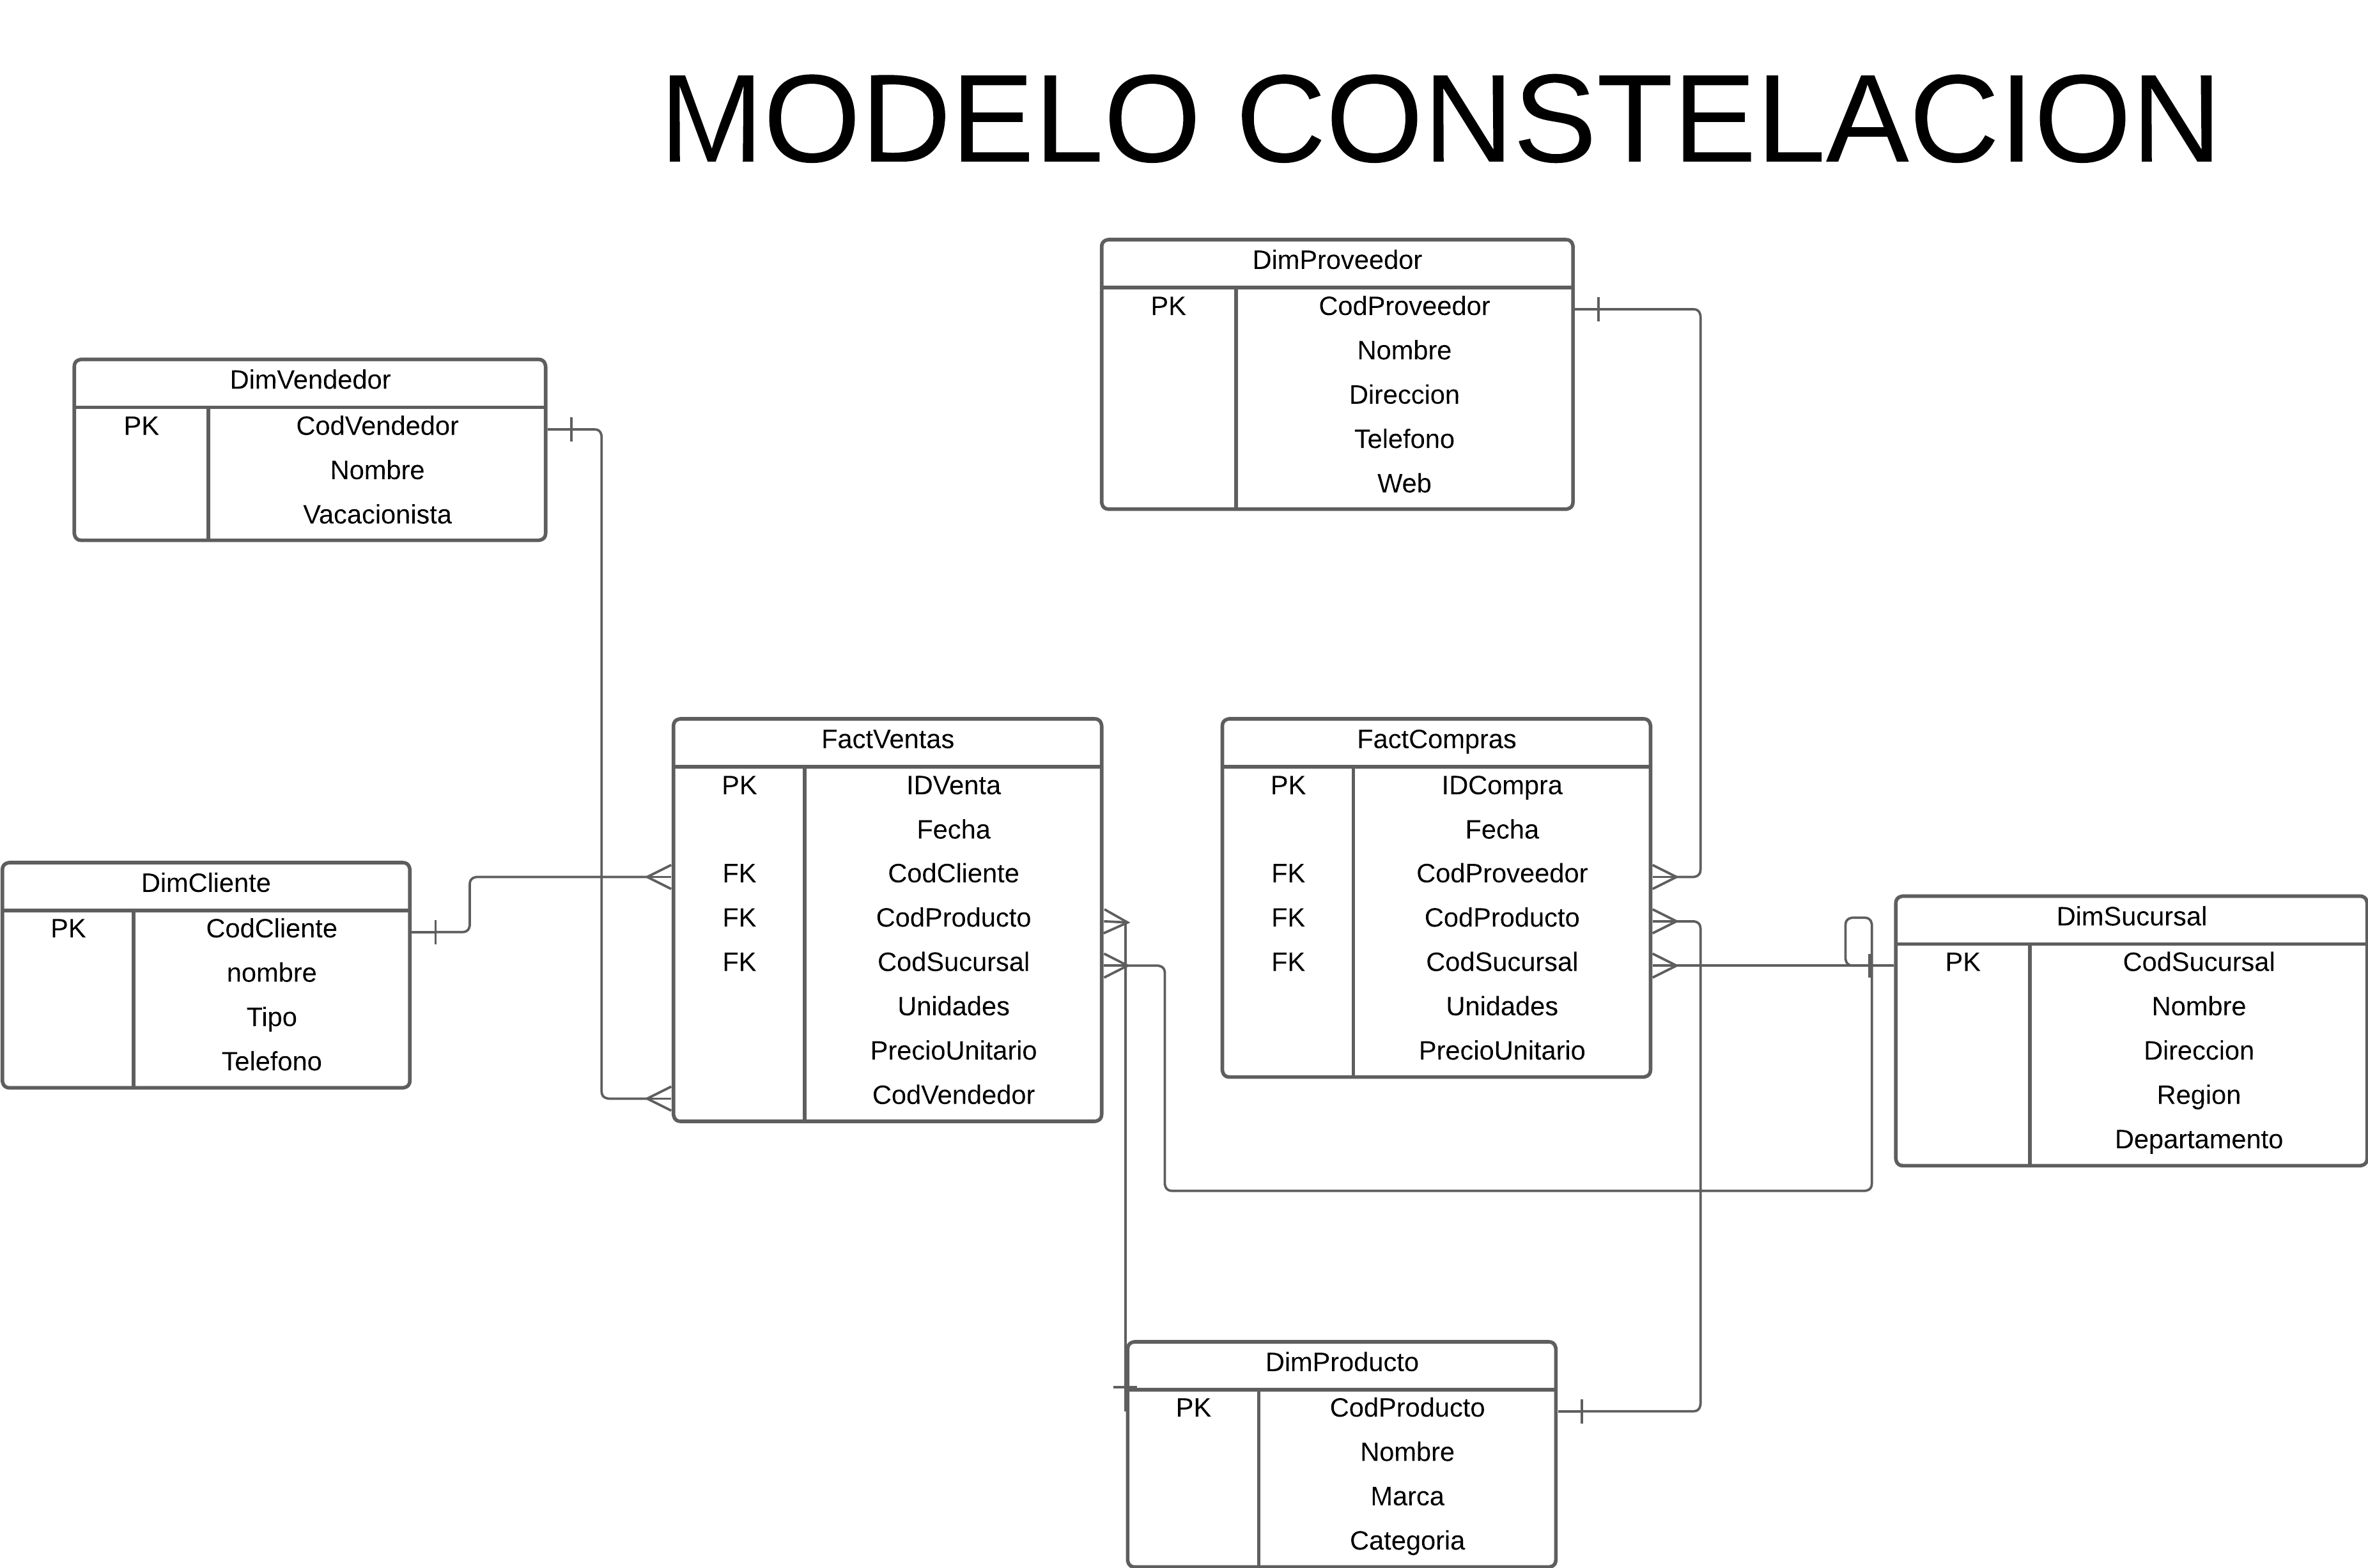 MODELO CONSTELACION
DimProveedor
PK CodProveedor
Nombre
Direccion
Telefono
Web
DimVendedor
PK CodVendedor
Nombre
Vacacionista
FactVentas
PK IDVenta
Fecha
FK CodCliente
FK CodProducto
FK CodSucursal
Unidades
PrecioUnitario
CodVendedor
FactCompras
PK IDCompra
Fecha
FK CodProveedor
FK CodProducto
FK CodSucursal
Unidades
PrecioUnitario
DimCliente
PK CodCliente
nombre
Tipo
Telefono
DimSucursal
PK CodSucursal
Nombre
Direccion
Region
Departamento
DimProducto
PK CodProducto
Nombre
Marca
Categoria